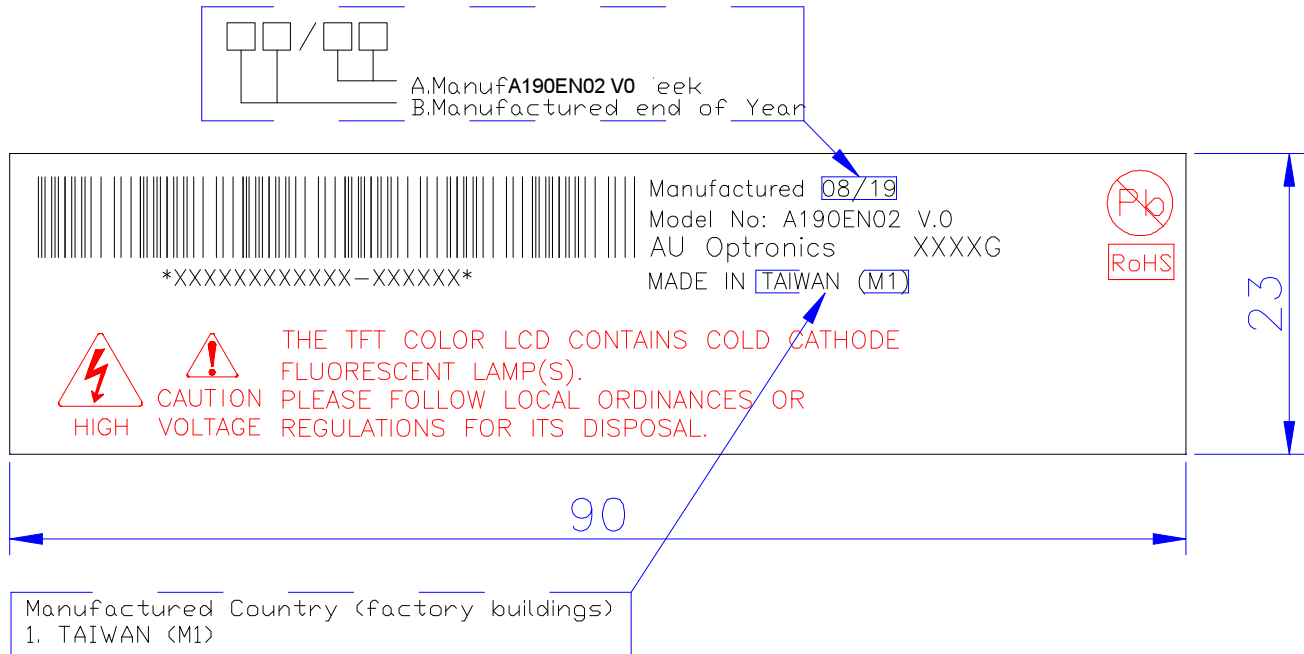 /
A.Manuf A190EN02 V0 eek
B.Manufactured end of Year
Manufactured 08/19
Model No: A190EN02 V.0
AU Optronics XXXXG
*XXXXXXXXXXXX-XXXXXX*
MADE IN TAIWAN (M1)
Pb
RoHS
THE TFT COLOR LCD CONTAINS COLD CATHODE
FLUORESCENT LAMP(S).
CAUTION PLEASE FOLLOW LOCAL ORDINANCES OR
HIGH VOLTAGE REGULATIONS FOR ITS DISPOSAL.
23
90
Manufactured Country (factory buildings)
1. TAIWAN (M1)